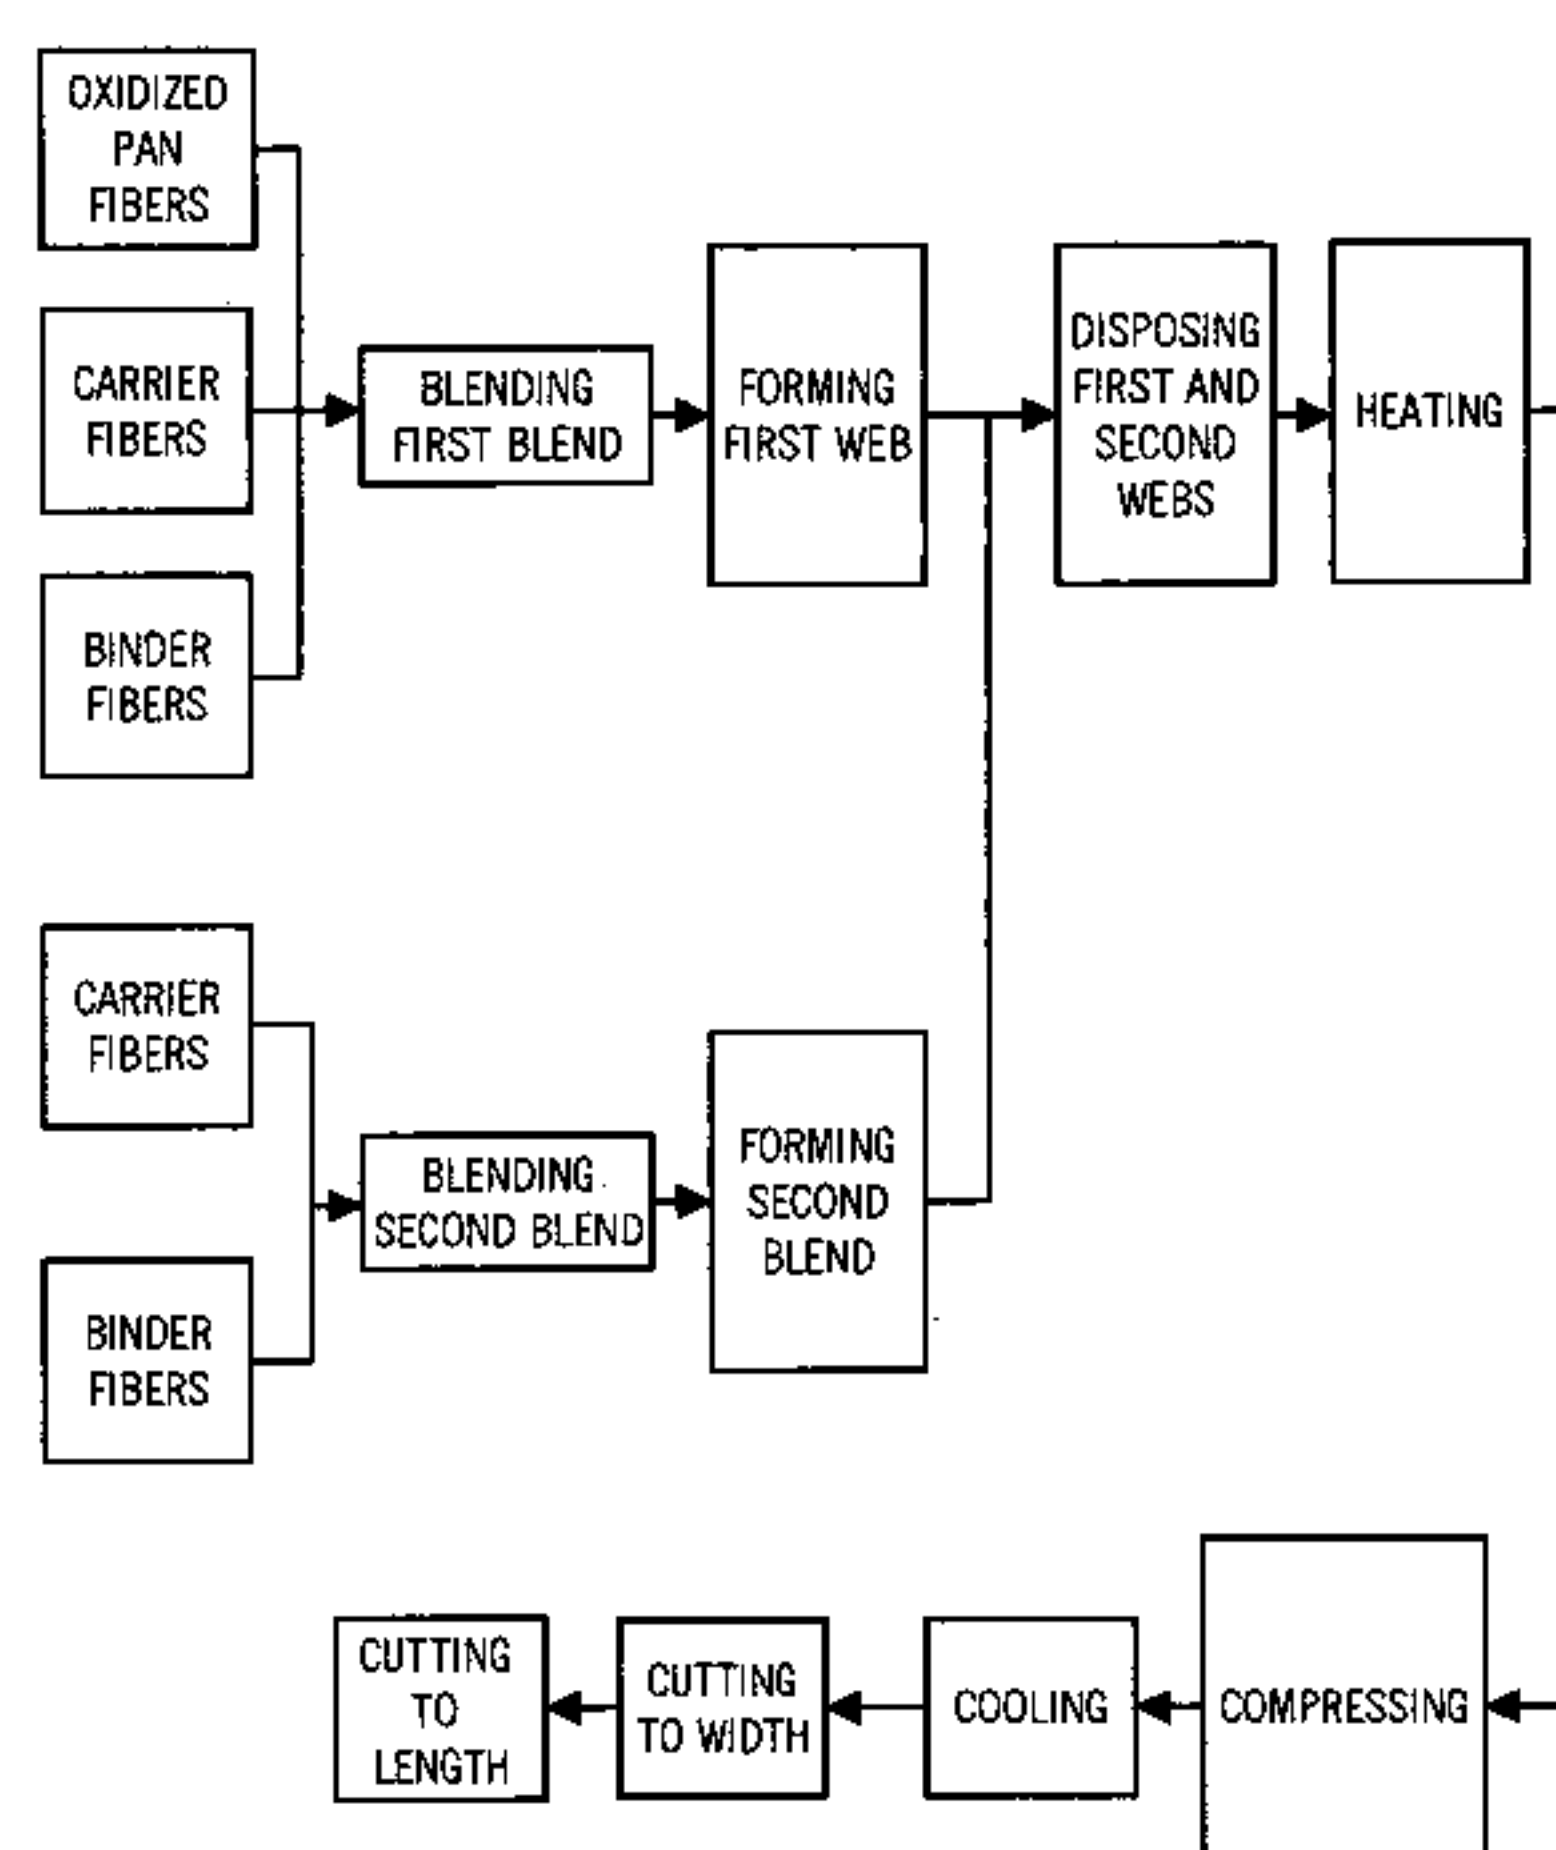 OXIDIZED
PAN
FIBERS
CARRIER
FIBERS
BINDER
FIBERS
BLENDING
FIRST BLEND
FORMING
FIRST WEB
DISPOSING
FIRST AND
SECOND
WEBS
HEATING
CARRIER
FIBERS
BINDER
FIBERS
BLENDING
SECOND BLEND
FORMING
SECOND
BLEND
COMPRESSING
COOLING
CUTTING
TO WIDTH
CUTTING
TO
LENGTH